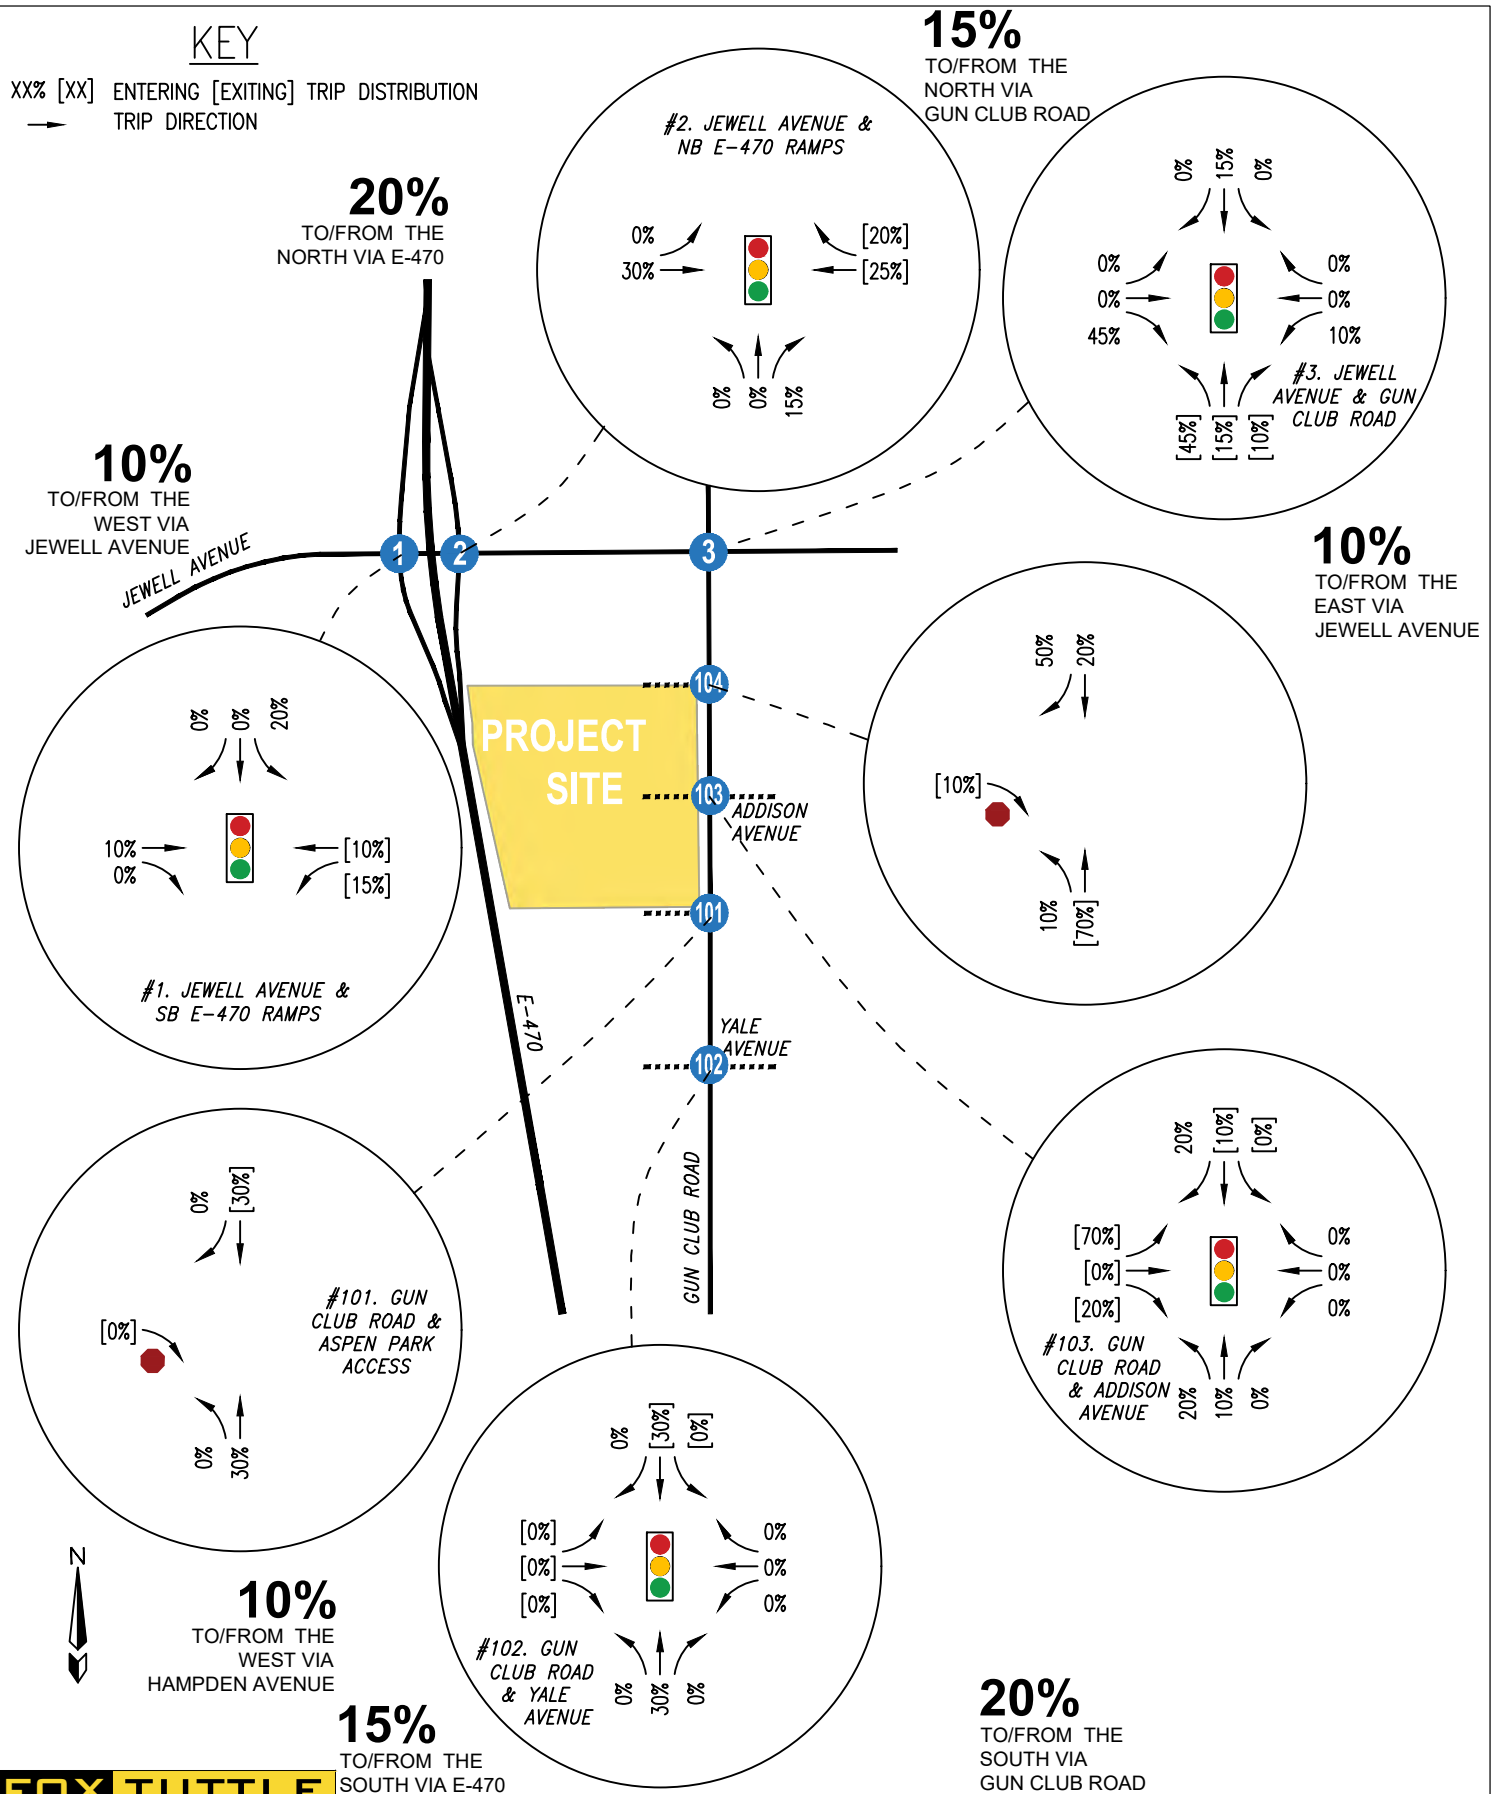 KEY
XX% [XX] ENTERING [EXITING] TRIP DISTRIBUTION
TRIP DIRECTION
15%
TO/FROM THE
NORTH VIA
GUN CLUB ROAD
20%
TO/FROM THE
NORTH VIA E-470
#2. JEWELL AVENUE &
NB E-470 RAMPS
0%
30%
[20%]
[25%]
0% 0% 15%
0% 15% 0%
0%
0%
45%
0%
0%
10%
#3. JEWELL
AVENUE & GUN
CLUB ROAD
[45%] [15%] [10%]
10%
TO/FROM THE
WEST VIA
JEWELL AVENUE
JEWELL AVENUE
1
2
3
10%
TO/FROM THE
EAST VIA
JEWELL AVENUE
0% 0% 20%
10%
0%
[10%]
[15%]
#1. JEWELL AVENUE &
SB E-470 RAMPS
PROJECT
SITE
104
103
ADDISON
AVENUE
101
YALE
AVENUE
102
E-470
GUN CLUB ROAD
50% 20%
[10%]
10% [70%]
0% [30%]
[0%]
#101. GUN
CLUB ROAD &
ASPEN PARK
ACCESS
0% 30%
20% [10%] [0%]
[70%]
[0%]
[20%]
0%
0%
0%
#103. GUN
CLUB ROAD
& ADDISON
AVENUE
20% 10% 0%
0% [30%] [0%]
[0%]
[0%]
[0%]
0%
0%
0%
#102. GUN
CLUB ROAD
& YALE
AVENUE
0% 30% 0%
N
10%
TO/FROM THE
WEST VIA
HAMPDEN AVENUE
15%
TO/FROM THE
SOUTH VIA E-470
20%
TO/FROM THE
SOUTH VIA
GUN CLUB ROAD
FOX TUTTLE